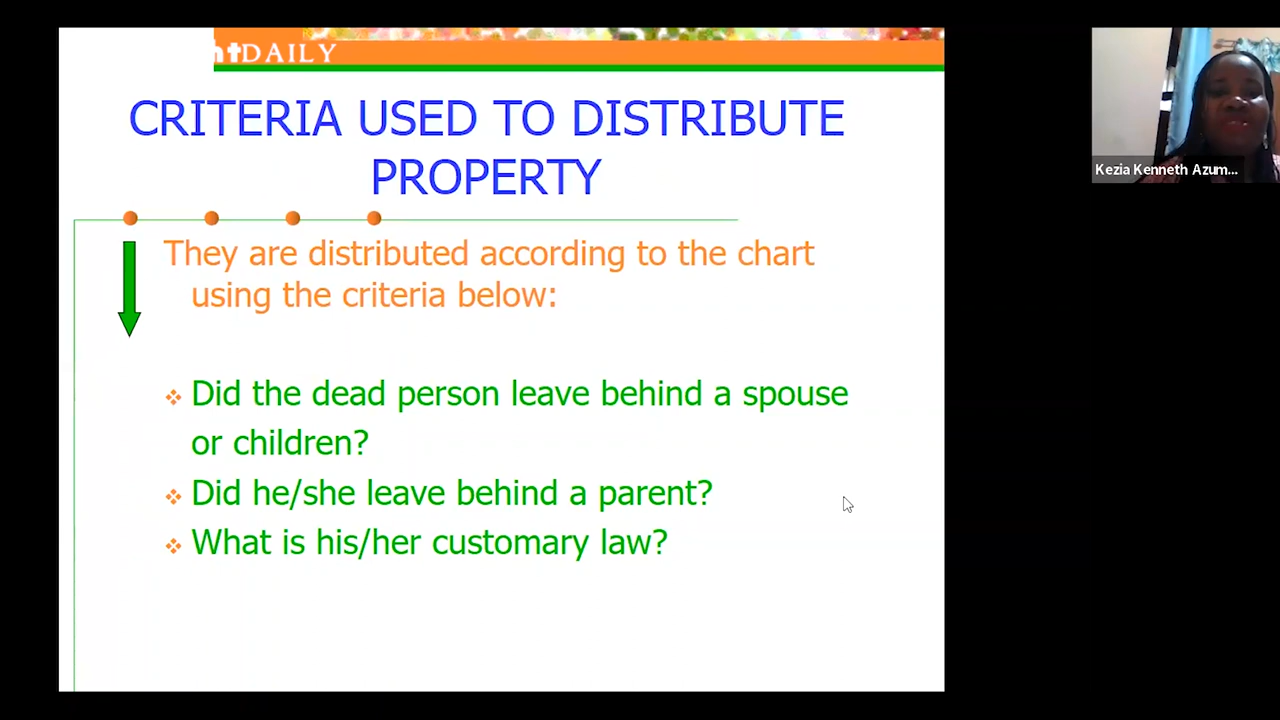 DAILY
CRITERIA USED TO DISTRIBUTE
PROPERTY
They are distributed according to the chart
using the criteria below:
Did the dead person leave behind a spouse
or children?
Did he/she leave behind a parent?
What is his/her customary law?
Kezia Kenneth Azum...